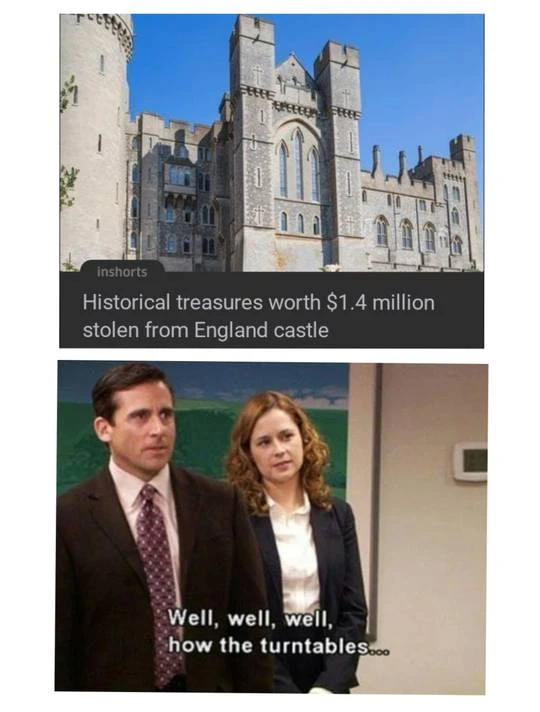 inshorts
Historical treasures worth $1.4 million
stolen from England castle
Well, well, well,
how the turntables...